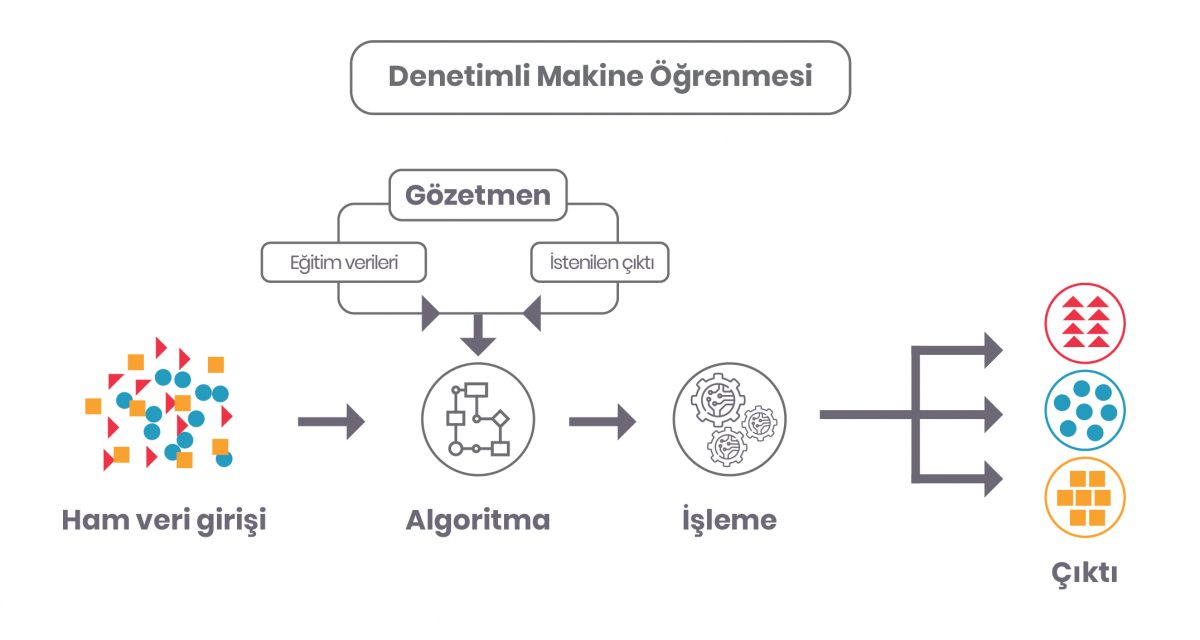 Denetimli Makine Öğrenmesi
Gözetmen
Eğitim verileri
İstenilen çıktı
Ham veri girişi
Algoritma
İşleme
Çıktı